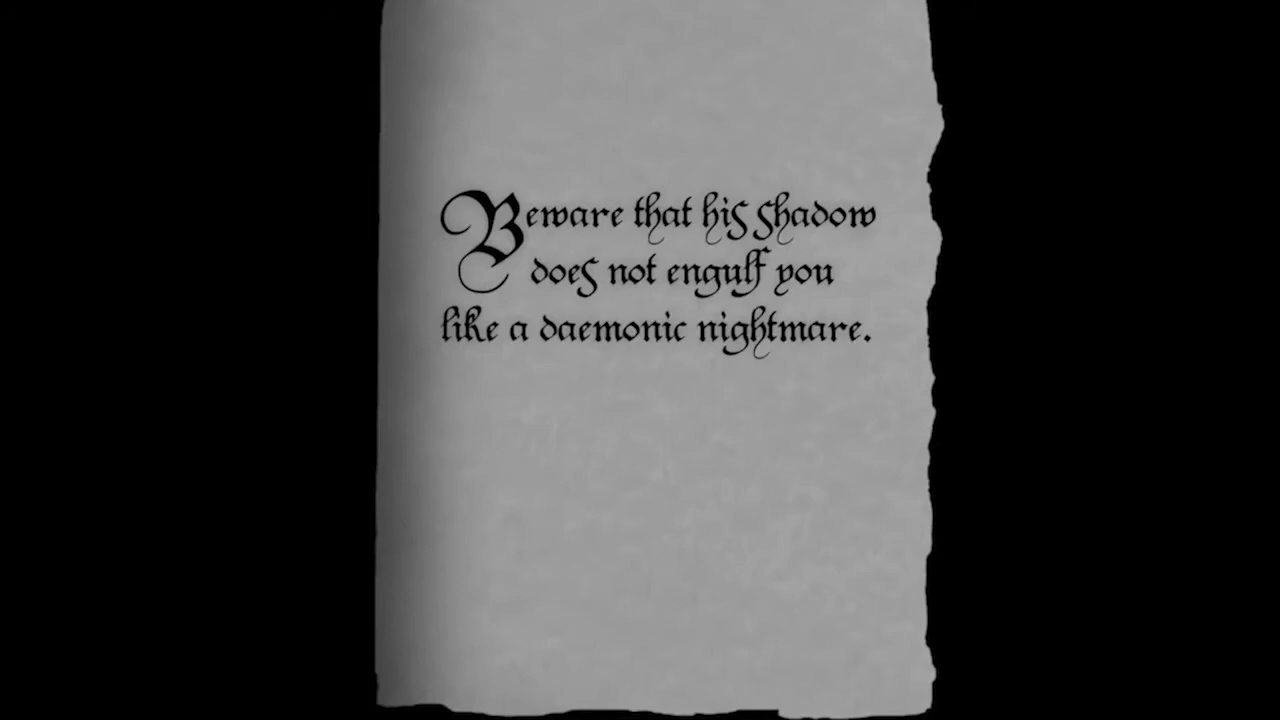 Beware that his shadow
does not engulf you
like a daemonic nightmare.